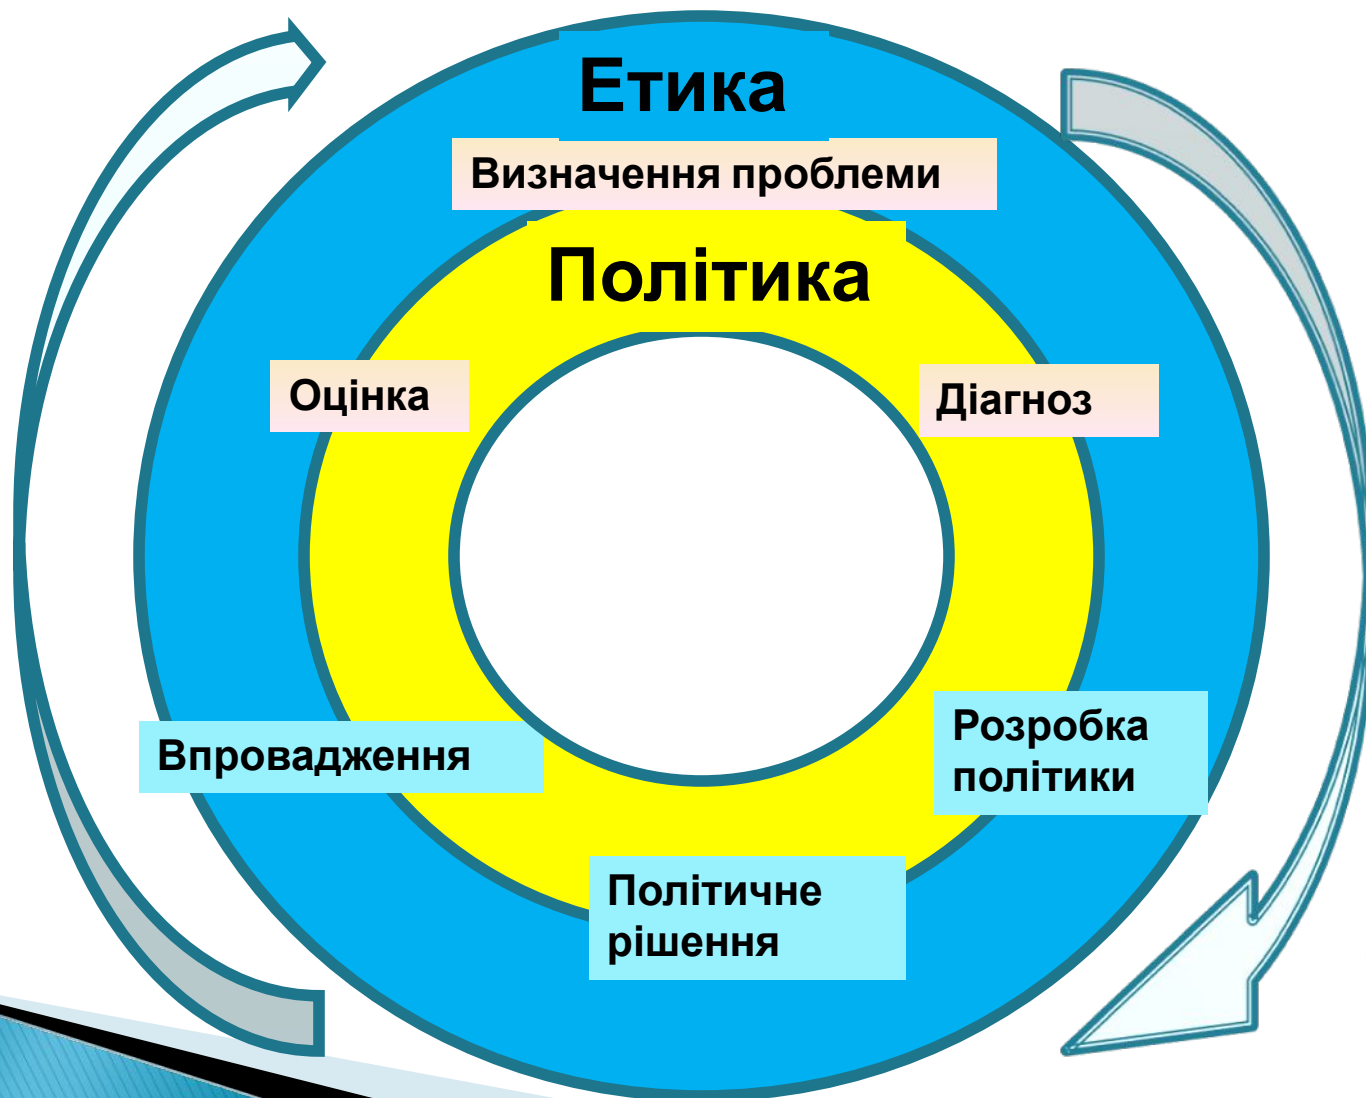 Етика
Визначення проблеми
Політика
Оцінка
Діагноз
Розробка
політики
Впровадження
Політичне
рішення